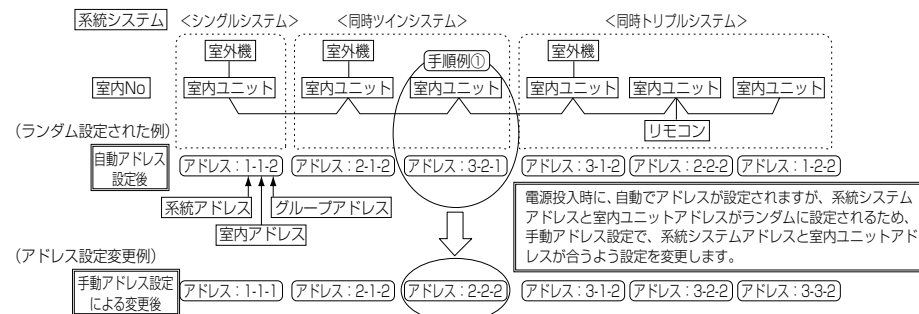 系統システム <シングルシステム> <同時ツインシステム> <同時トリプルシステム>
室外機 室外機 室外機
手順例①
室内No 室内ユニット 室内ユニット 室内ユニット 室内ユニット 室内ユニット 室内ユニット
リモコン
(ランダム設定された例)
自動アドレス
設定後
アドレス:1-1-2 アドレス:2-1-2 アドレス:3-2-1 アドレス:3-1-2 アドレス:2-2-2 アドレス:1-2-2
系統アドレス グループアドレス
室内アドレス
電源投入時に、自動でアドレスが設定されますが、系統システム
アドレスと室内ユニットアドレスがランダムに設定されるため、
手動アドレス設定で、系統システムアドレスと室内ユニットアド
レスが合うよう設定を変更します。
(アドレス設定変更例)
手動アドレス設定
による変更後
アドレス:1-1-1 アドレス:2-1-2 アドレス:2-2-2 アドレス:3-1-2 アドレス:3-2-2 アドレス:3-3-2